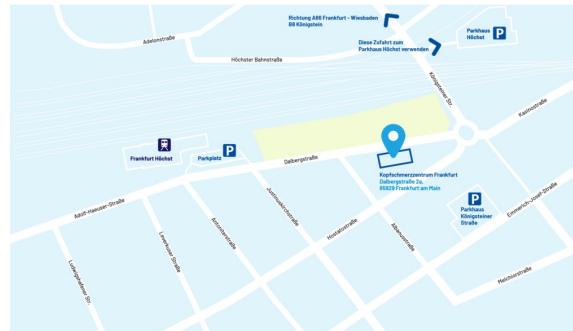 Richtung A66 Frankfurt - Wiesbaden
B8 Königstein
Adelonstraße
Diese Zufahrt zum
Parkhaus Höchst verwenden
Parkhaus
Höchst
P
Höchster Bahnstraße
Königsteiner Str.
Kasinostraße
Frankfurt Höchst
Parkplatz
P
Dalbergstraße
Kopfschmerzzentrum Frankfurt
Dalbergstraße 2a,
65929 Frankfurt am Main
P
Parkhaus
Königsteiner
Straße
Emmerich-Josef-Straße
Adolf-Haeuser-Straße
Justinuskirchstraße
Hostatostraße
Albanusstraße
Antoniterstraße
Leverkuser Straße
Ludwigshafener Str.
Melchiorstraße